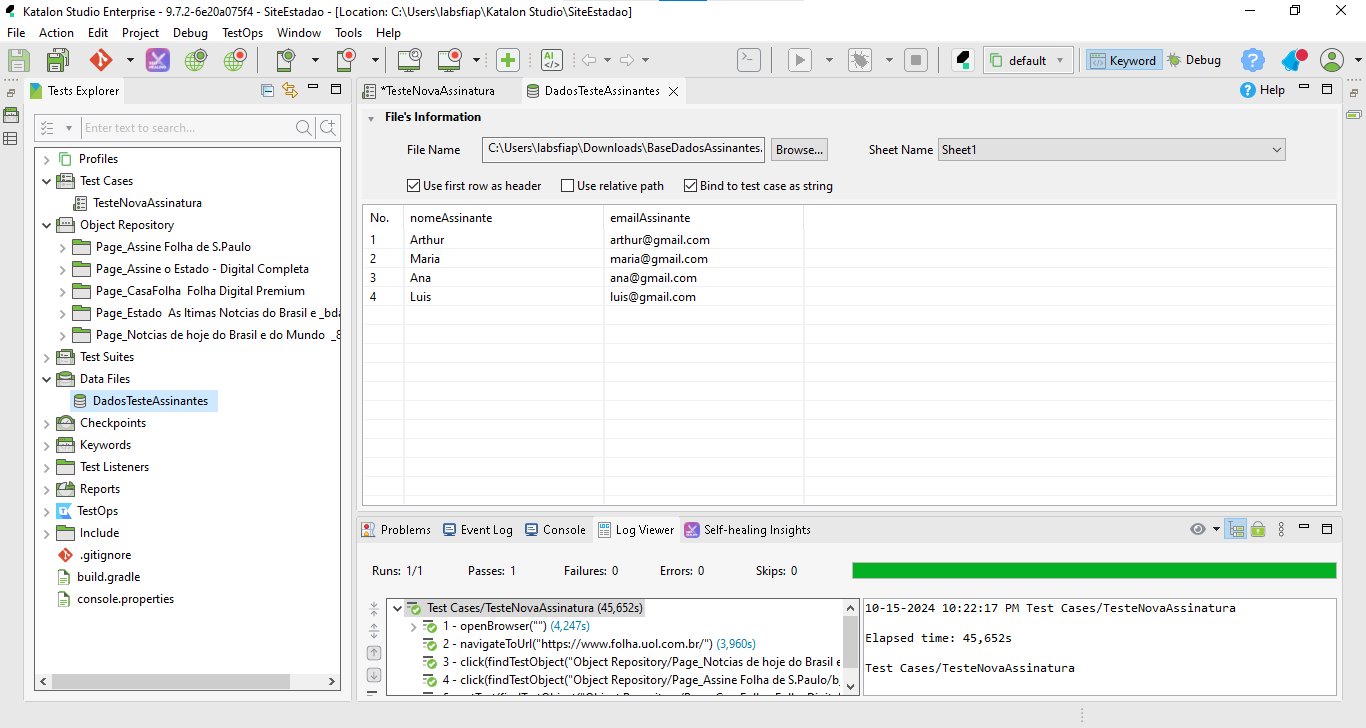 Katalon Studio Enterprise - 9.7.2-6e20a075f4 - SiteEstadao - [Location: C:\Users\labsfiap\Katalon Studio\SiteEstadao]
File Action Edit Project Debug TestOps Window Tools Help
default Keyword Debug
Tests Explorer
Enter text to search...
Profiles
Test Cases
TesteNovaAssinatura
Object Repository
Page_Assine Folha de S.Paulo
Page_Assine o Estado - Digital Completa
Page_CasaFolha Folha Digital Premium
Page_Estado As ltimas Notcias do Brasil e _bda
Page_Notcias de hoje do Brasil e do Mundo _8
Test Suites
Data Files
DadosTesteAssinantes
Checkpoints
Keywords
Test Listeners
Reports
TestOps
Include
.gitignore
build.gradle
console.properties
*TesteNovaAssinatura DadosTesteAssinantes
Help
File's Information
File Name C:\Users\labsfiap\Downloads\BaseDadosAssinantes. Browse... Sheet Name Sheet1
Use first row as header Use relative path Bind to test case as string
No. nomeAssinante emailAssinante
1 Arthur arthur@gmail.com
2 Maria maria@gmail.com
3 Ana ana@gmail.com
4 Luis luis@gmail.com
Problems Event Log Console Log Viewer Self-healing Insights
Runs: 1/1 Passes: 1 Failures: 0 Errors: 0 Skips: 0
Test Cases/TesteNovaAssinatura (45,652s)
1 - openBrowser("") (4,247s)
2 - navigateToUrl("https://www.folha.uol.com.br/") (3,960s)
3 - click(findTestObject("Object Repository/Page_Notcias de hoje do Brasil e
4 - click(findTestObject("Object Repository/Page_Assine Folha de S.Paulo/b
10-15-2024 10:22:17 PM Test Cases/TesteNovaAssinatura
Elapsed time: 45,652s
Test Cases/TesteNovaAssinatura